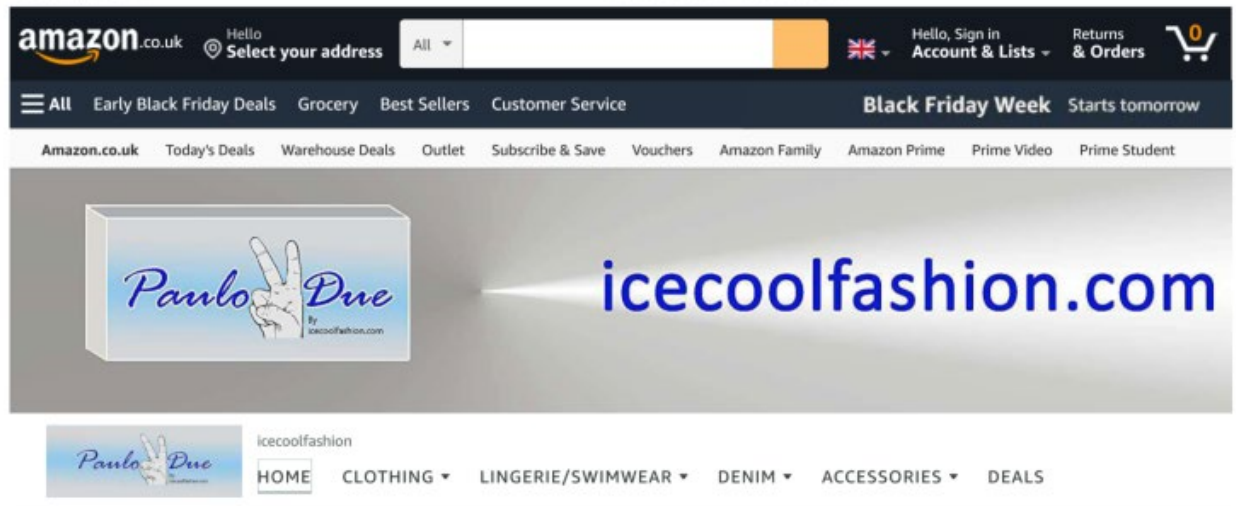 amazon.co.uk
Hello
Select your address
All
Hello, Sign in
Account & Lists
Returns
& Orders
0
All Early Black Friday Deals Grocery Best Sellers Customer Service Black Friday Week Starts tomorrow
Amazon.co.uk Today's Deals Warehouse Deals Outlet Subscribe & Save Vouchers Amazon Family Amazon Prime Prime Video Prime Student
Paulo Due
By
icecoolfashion.com
icecoolfashion.com
Paulo Due
icecoolfashion
HOME CLOTHING LINGERIE/SWIMWEAR DENIM ACCESSORIES DEALS